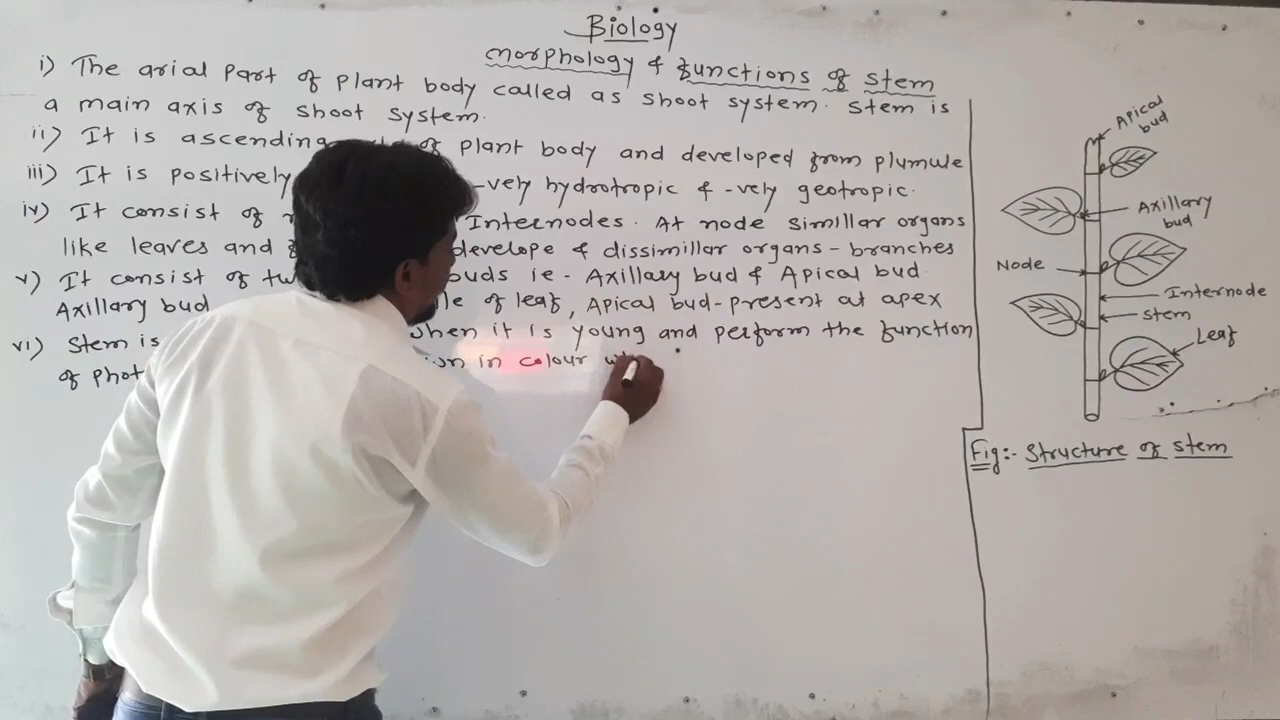 Biology
morphology & functions of stem
i) The arial part of plant body called as shoot system. stem is
a main axis of shoot system.
ii) It is ascending of plant body and developed from plumule
iii) It is positively -vely hydrotropic & -vely geotropic.
iv) It consist of Internodes. At node simillar organs
like leaves and develope & dissimillar organs - branches
v) It consist of buds ie - Axillary bud & Apical bud.
Axillary bud of leaf, Apical bud-present at apex
vi) Stem is when it is young and perform the function
of in colour
Apical
bud
Axillary
bud
Node
Internode
stem
Leaf
Fig:- Structure of stem